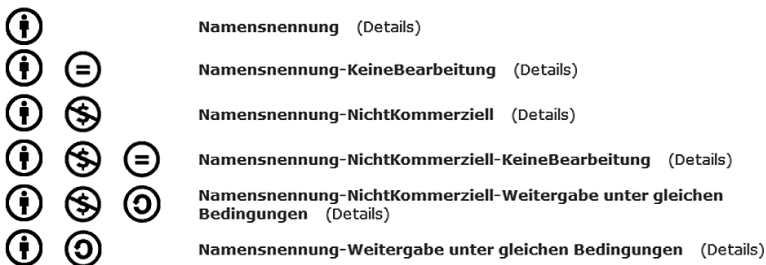 Namensnennung (Details)
Namensnennung-KeineBearbeitung (Details)
Namensnennung-NichtKommerziell (Details)
Namensnennung-NichtKommerziell-KeineBearbeitung (Details)
Namensnennung-NichtKommerziell-Weitergabe unter gleichen
Bedingungen (Details)
Namensnennung-Weitergabe unter gleichen Bedingungen (Details)